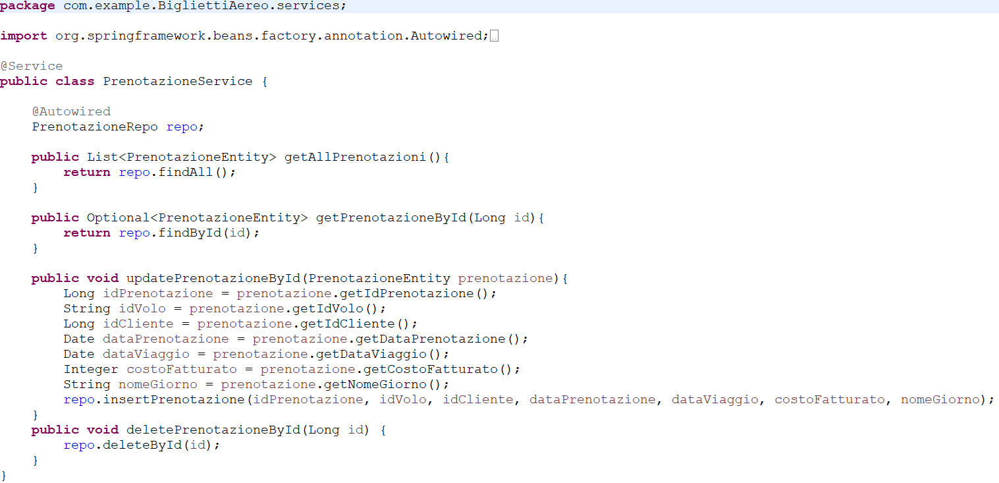 package com.example.BigliettiAereo.services;
import org.springframework.beans.factory.annotation.Autowired;
@Service
public class PrenotazioneService {
@Autowired
PrenotazioneRepo repo;
public List<PrenotazioneEntity> getAllPrenotazioni(){
return repo.findAll();
}
public Optional<PrenotazioneEntity> getPrenotazioneById(Long id){
return repo.findById(id);
}
public void updatePrenotazioneById(PrenotazioneEntity prenotazione){
Long idPrenotazione = prenotazione.getIdPrenotazione();
String idVolo = prenotazione.getIdVolo();
Long idCliente = prenotazione.getIdCliente();
Date dataPrenotazione = prenotazione.getDataPrenotazione();
Date dataViaggio = prenotazione.getDataViaggio();
Integer costoFatturato = prenotazione.getCostoFatturato();
String nomeGiorno = prenotazione.getNomeGiorno();
repo.insertPrenotazione(idPrenotazione, idVolo, idCliente, dataPrenotazione, dataViaggio, costoFatturato, nomeGiorno);
}
public void deletePrenotazioneById(Long id) {
repo.deleteById(id);
}
}